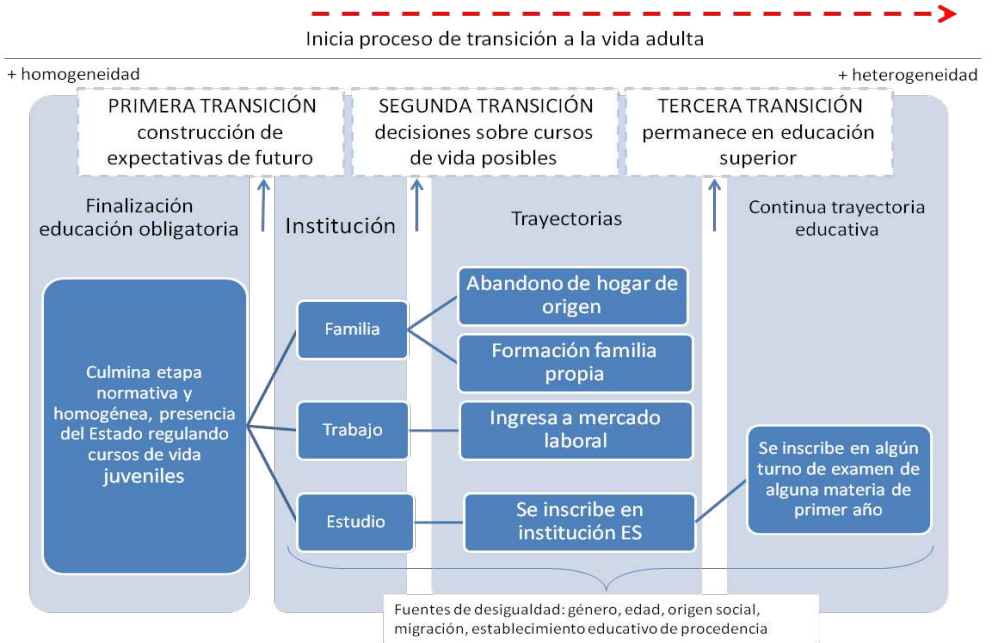 Inicia proceso de transición a la vida adulta
+ homogeneidad
+ heterogeneidad
PRIMERA TRANSICIÓN
construcción de
expectativas de futuro
SEGUNDA TRANSICIÓN
decisiones sobre cursos
de vida posibles
TERCERA TRANSICIÓN
permanece en educación
superior
Finalización
educación obligatoria
Institución
Trayectorias
Continua trayectoria
educativa
Culmina etapa
normativa y
homogénea, presencia
del Estado regulando
cursos de vida
juveniles
Familia
Abandono de hogar de
origen
Formación familia
propia
Trabajo
Ingresa a mercado
laboral
Estudio
Se inscribe en
institución ES
Se inscribe en algún
turno de examen de
alguna materia de
primer año
Fuentes de desigualdad: género, edad, origen social,
migración, establecimiento educativo de procedencia